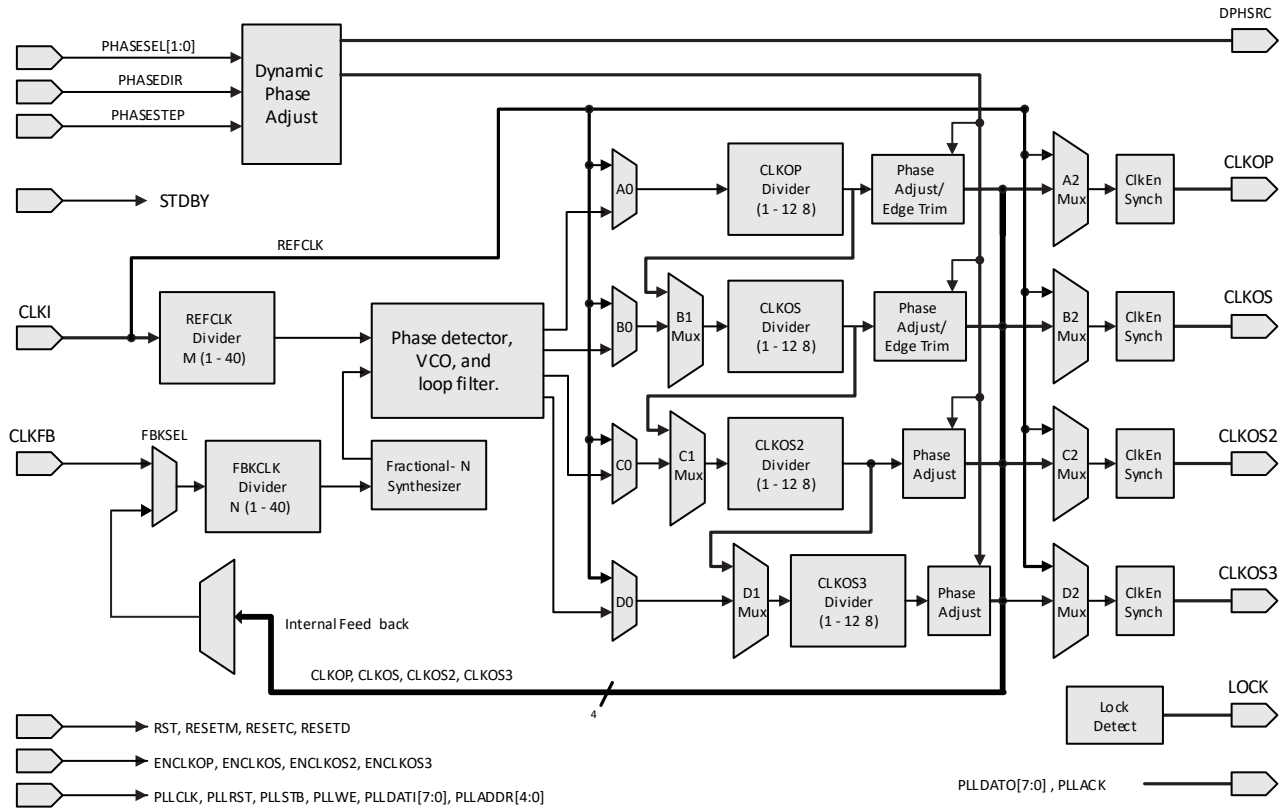 DPHSRC
PHASESEL[1:0]
PHASEDIR
PHASESTEP
Dynamic
Phase
Adjust
STDBY
REFCLK
CLKI
REFCLK
Divider
M (1 - 40)
Phase detector,
VCO, and
loop filter.
CLKFB
FBKSEL
FBKCLK
Divider
N (1 - 40)
Fractional- N
Synthesizer
A0
CLKOP
Divider
(1 - 12 8)
Phase
Adjust/
Edge Trim
A2
Mux
ClkEn
Synch
CLKOP
B0
B1
Mux
CLKOS
Divider
(1 - 12 8)
Phase
Adjust/
Edge Trim
B2
Mux
ClkEn
Synch
CLKOS
C0
C1
Mux
CLKOS2
Divider
(1 - 12 8)
Phase
Adjust
C2
Mux
ClkEn
Synch
CLKOS2
D0
D1
Mux
CLKOS3
Divider
(1 - 12 8)
Phase
Adjust
D2
Mux
ClkEn
Synch
CLKOS3
Internal Feed back
CLKOP, CLKOS, CLKOS2, CLKOS3
4
Lock
Detect
LOCK
RST, RESETM, RESETC, RESETD
ENCLKOP, ENCLKOS, ENCLKOS2, ENCLKOS3
PLLCLK, PLLRST, PLLSTB, PLLWE, PLLDATI[7:0], PLLADDR[4:0]
PLLDATO[7:0] , PLLACK